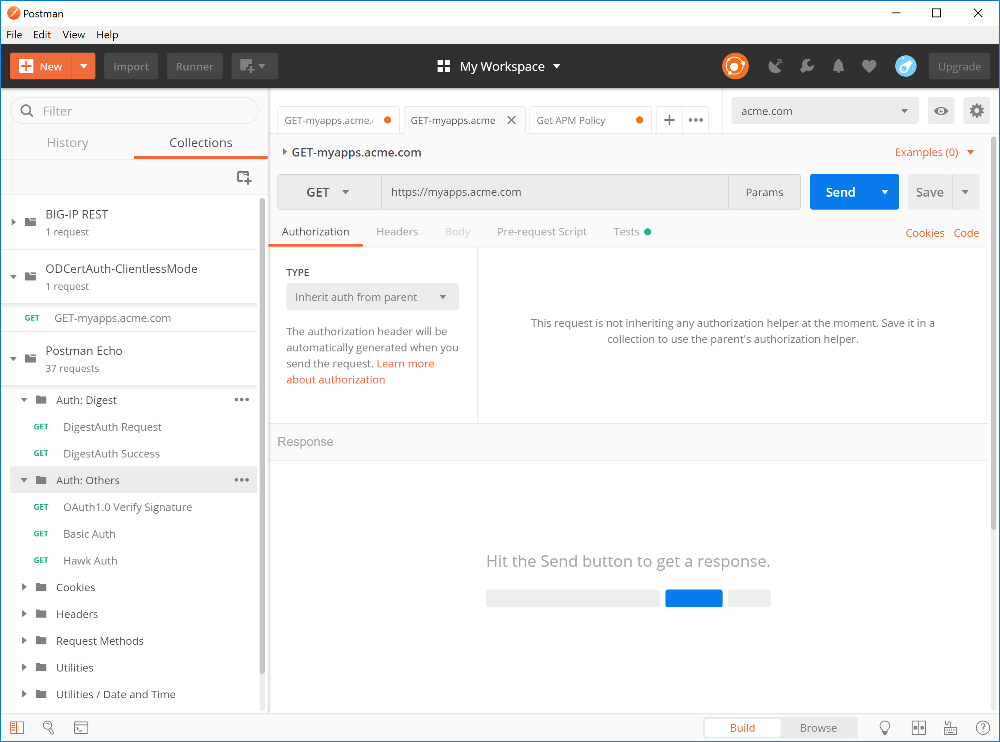 Postman
File Edit View Help
New Import Runner My Workspace Upgrade
Filter
History Collections
BIG-IP REST
1 request
ODCertAuth-ClientlessMode
1 request
GET GET-myapps.acme.com
Postman Echo
37 requests
Auth: Digest
GET DigestAuth Request
GET DigestAuth Success
Auth: Others
GET OAuth1.0 Verify Signature
GET Basic Auth
GET Hawk Auth
Cookies
Headers
Request Methods
Utilities
Utilities / Date and Time
GET-myapps.acme. GET-myapps.acme Get APM Policy acme.com
GET-myapps.acme.com Examples (0)
GET https://myapps.acme.com Params Send Save
Authorization Headers Body Pre-request Script Tests Cookies Code
TYPE
Inherit auth from parent
The authorization header will be
automatically generated when you
send the request. Learn more
about authorization
This request is not inheriting any authorization helper at the moment. Save it in a
collection to use the parent's authorization helper.
Response
Hit the Send button to get a response.
Build Browse